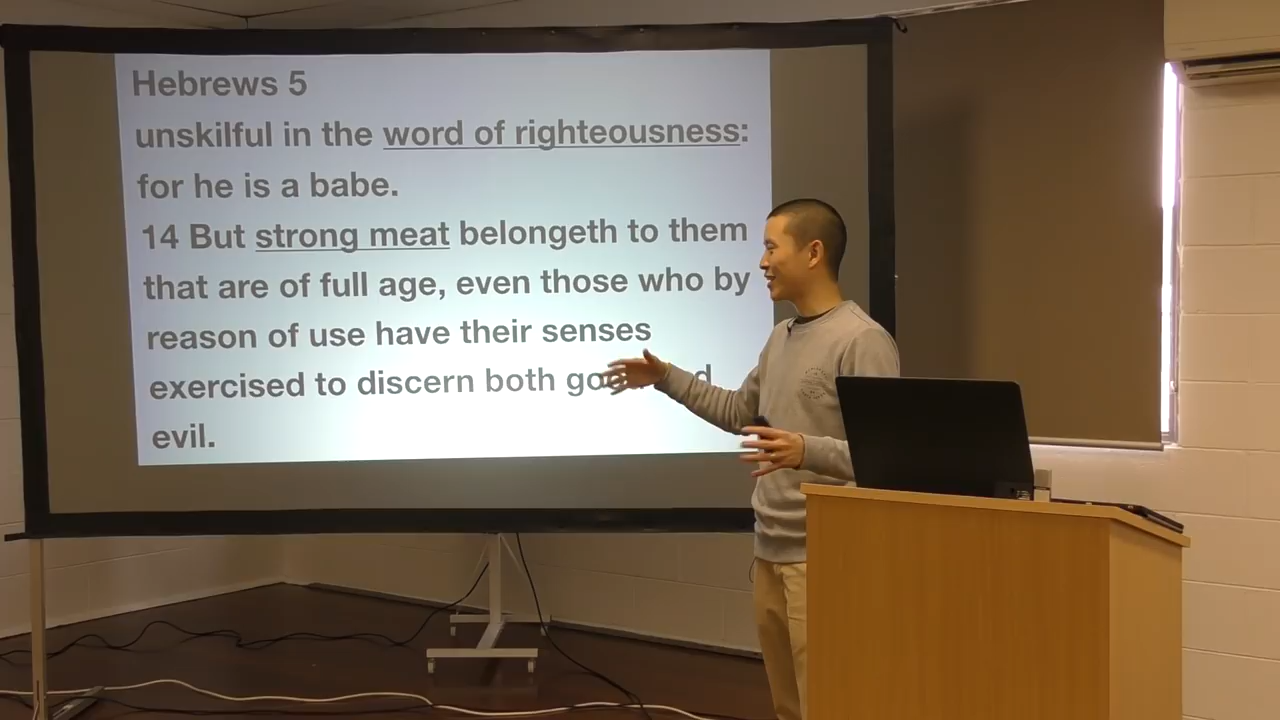 Hebrews 5
unskilful in the word of righteousness:
for he is a babe.
14 But strong meat belongeth to them
that are of full age, even those who by
reason of use have their senses
exercised to discern both
evil.